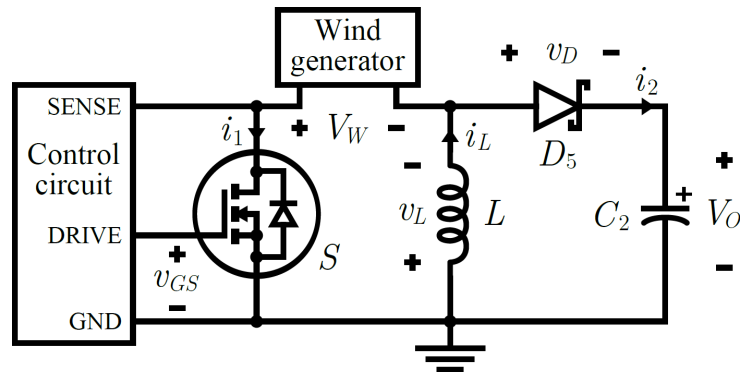 Wind
generator
SENSE
Control
circuit
DRIVE
GND
i1
+ VW −
+ vD −
i2
D5
iL
− vL +
L
S
+ vGS −
C2
+
+ VO −